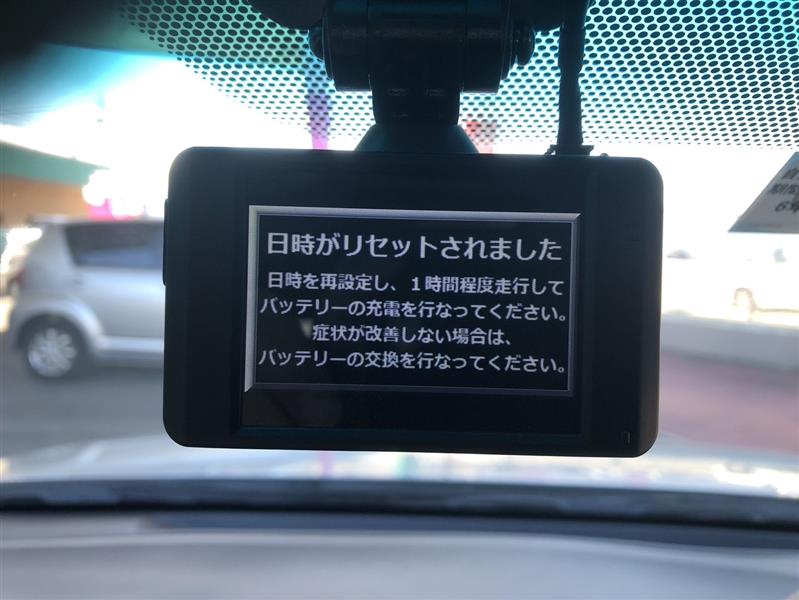 日時がリセットされました
日時を再設定し、１時間程度走行して
バッテリーの充電を行なってください。
症状が改善しない場合は、
バッテリーの交換を行なってください。